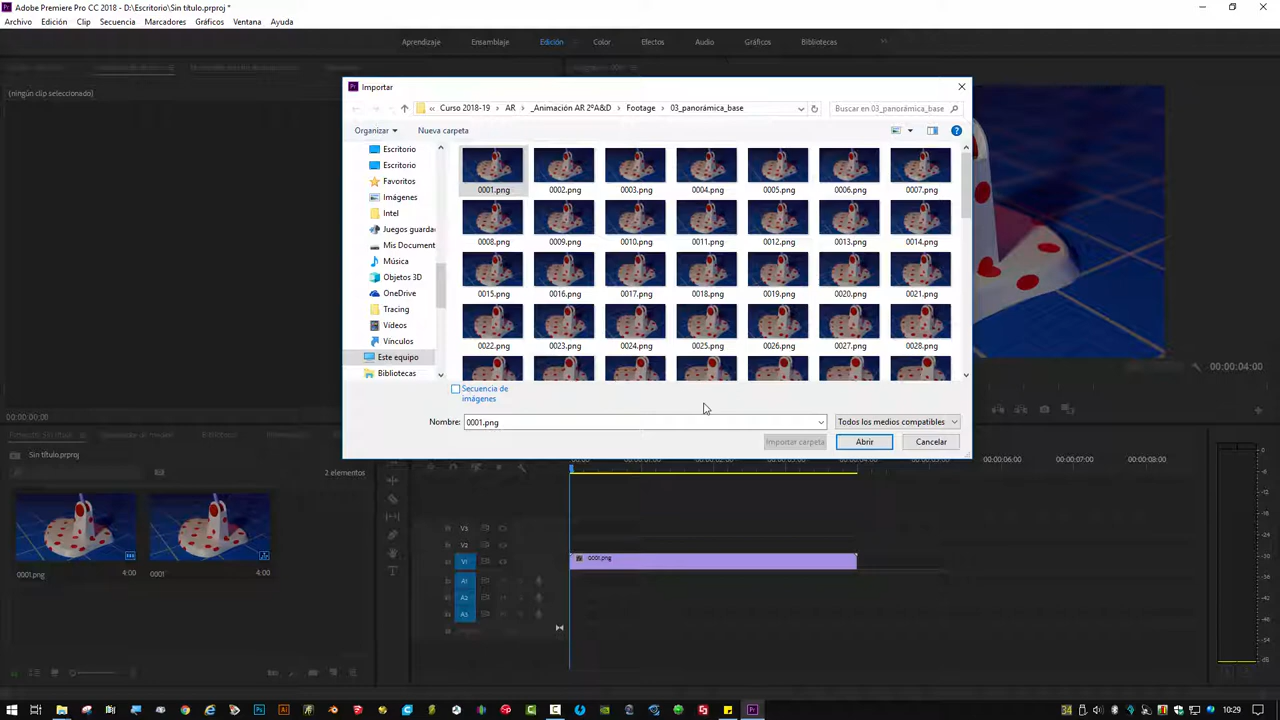 Adobe Premiere Pro CC 2018 - D:\Escritorio\Sin título.prproj *
Archivo Edición Clip Secuencia Marcadores Gráficos Ventana Ayuda
Aprendizaje Ensamblaje Edición Color Efectos Audio Gráficos Bibliotecas
(ningún clip seleccionado)
Importar
Curso 2018-19 AR _Animación AR 2ºA&D Footage 03_panorámica_base
Buscar en 03_panorámica_base
Organizar Nueva carpeta
Escritorio
Escritorio
Favoritos
Imágenes
Intel
Juegos guarda
Mis Document
Música
Objetos 3D
OneDrive
Tracing
Vídeos
Vínculos
Este equipo
Bibliotecas
0001.png 0002.png 0003.png 0004.png 0005.png 0006.png 0007.png
0008.png 0009.png 0010.png 0011.png 0012.png 0013.png 0014.png
0015.png 0016.png 0017.png 0018.png 0019.png 0020.png 0021.png
0022.png 0023.png 0024.png 0025.png 0026.png 0027.png 0028.png
Secuencia de
imágenes
Nombre: 0001.png Todos los medios compatibles
Importar carpeta Abrir Cancelar
00:00:04:00
00:00:00:00
Sin título.prproj
2 elementos
0001.png 4:00
0001 4:00
00:00:06:00 00:00:07:00 00:00:08:00
V3
V2
V1 0001.png
A1
A2
A3
10:29